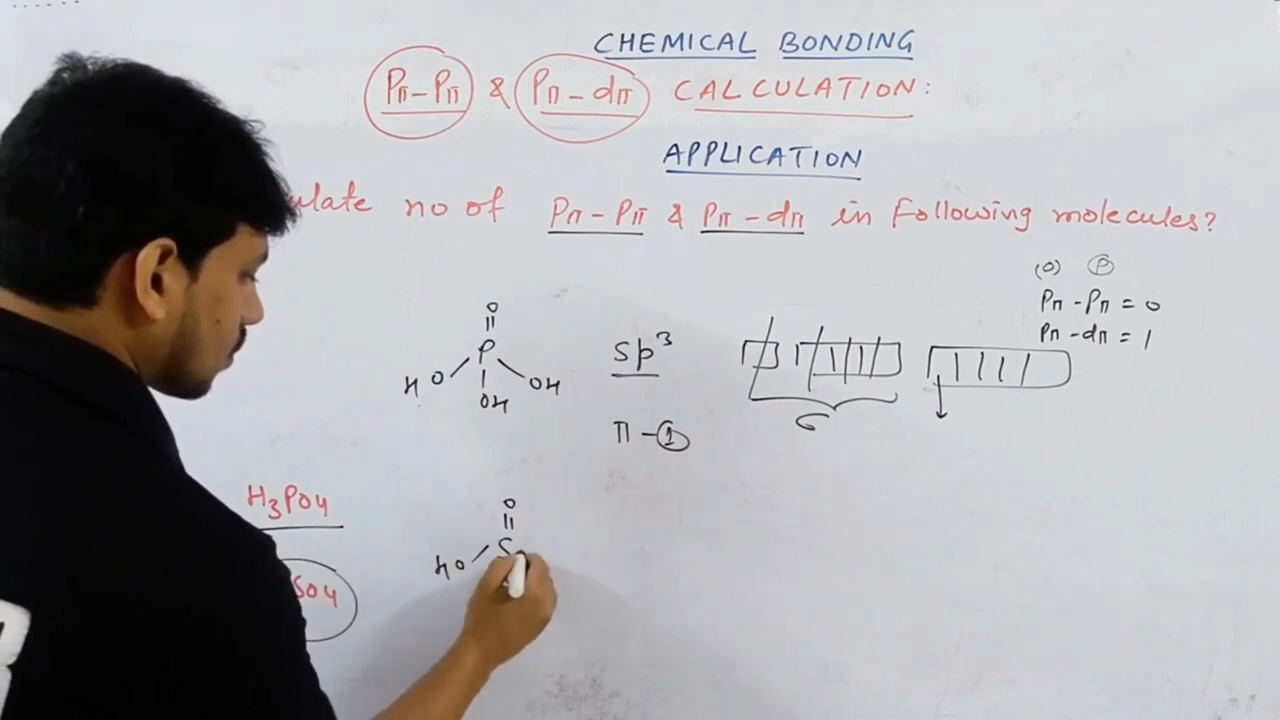 CHEMICAL BONDING
Pπ-Pπ & Pπ-dπ CALCULATION:
APPLICATION
ulate no of Pπ-Pπ & Pπ-dπ in following molecules?
(O) P
Pπ-Pπ = 0
Pπ-dπ = 1
O
P
HO OH
OH
sp³
π-1
σ
H₃PO₄
SO₄
O
HO S